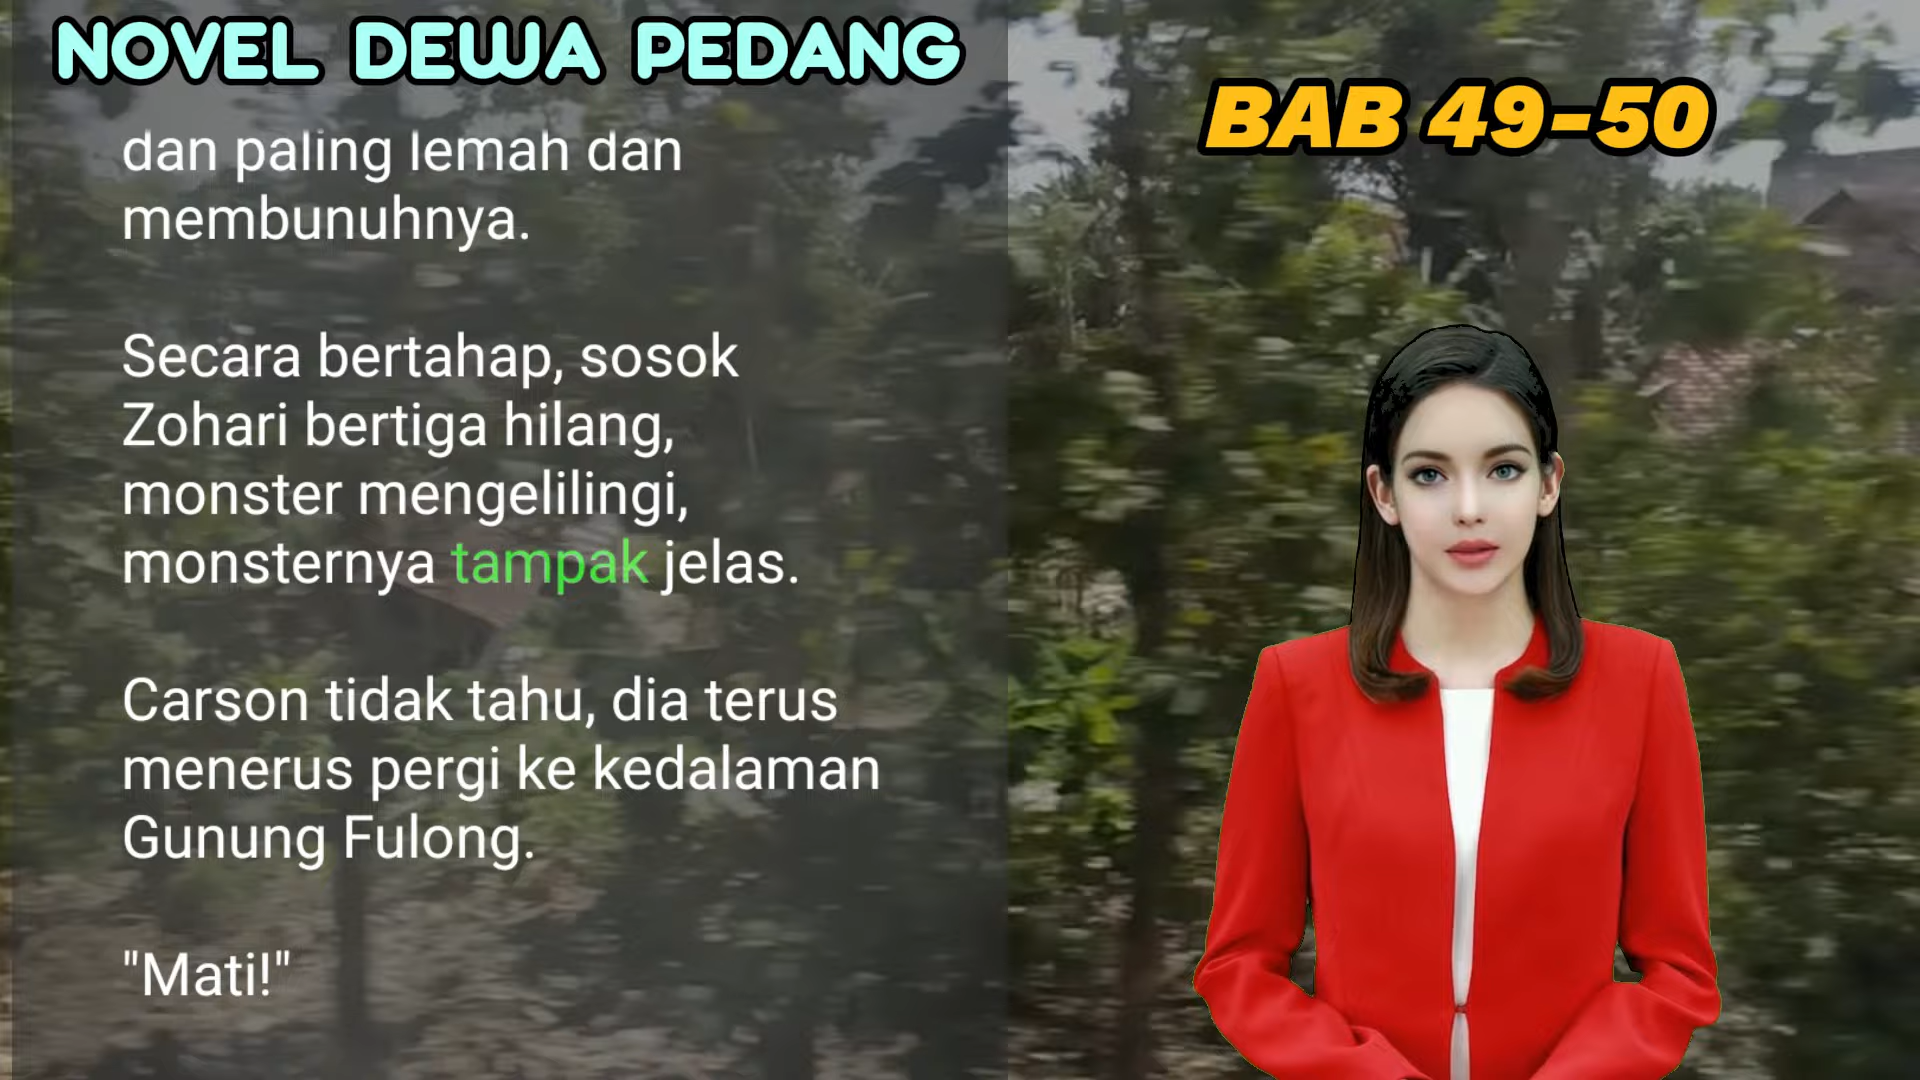 NOVEL DEWA PEDANG
BAB 49-50
dan paling lemah dan
membunuhnya.
Secara bertahap, sosok
Zohari bertiga hilang,
monster mengelilingi,
monsternya tampak jelas.
Carson tidak tahu, dia terus
menerus pergi ke kedalaman
Gunung Fulong.
"Mati!"